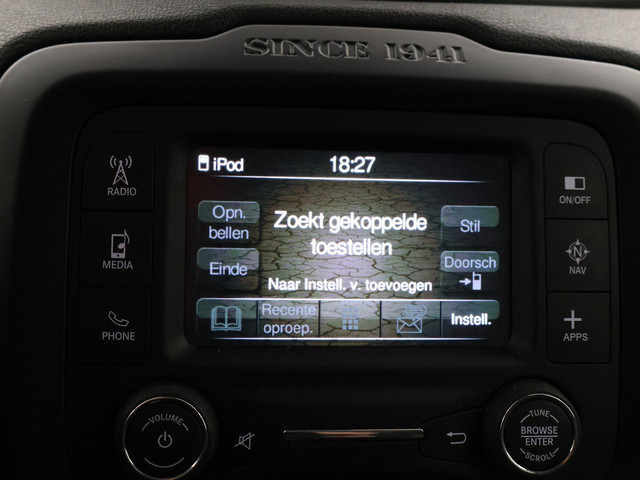 SINCE 1941
iPod 18:27
RADIO
MEDIA
PHONE
Opn.
bellen
Einde
Zoekt gekoppelde
toestellen
Naar Instell. v. toevoegen
Stil
Doorsch
Recente
oproep.
Instell.
ON/OFF
N
NAV
APPS
VOLUME
TUNE
BROWSE
ENTER
SCROLL